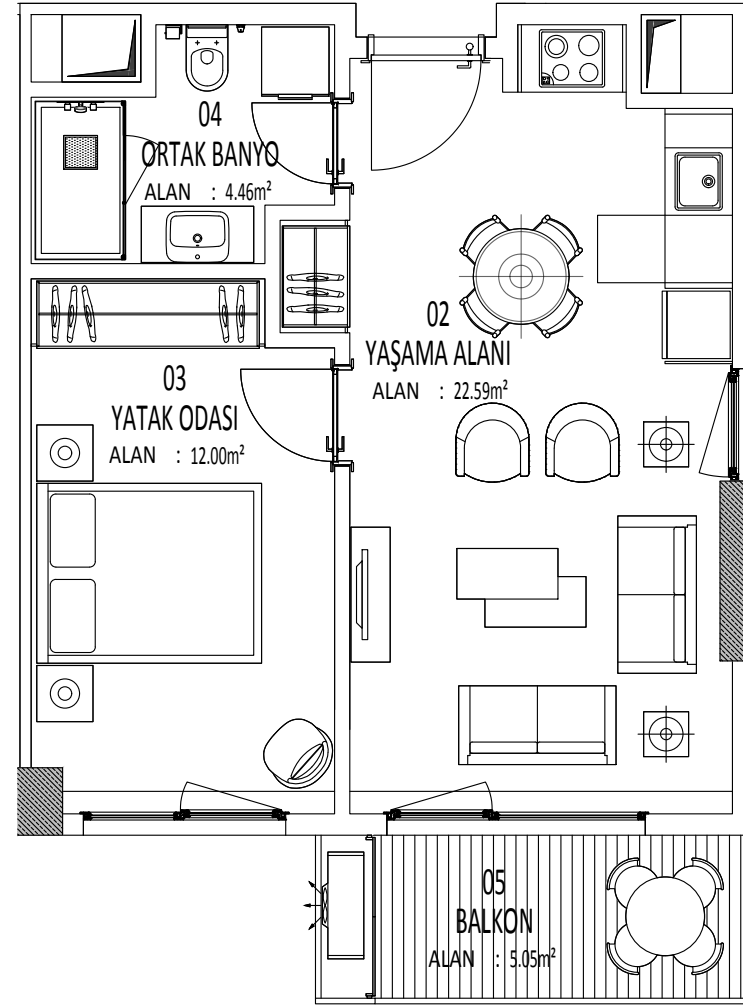 04
ORTAK BANYO
ALAN : 4.46m²
02
YAŞAMA ALANI
ALAN : 22.59m²
03
YATAK ODASI
ALAN : 12.00m²
05
BALKON
ALAN : 5.05m²